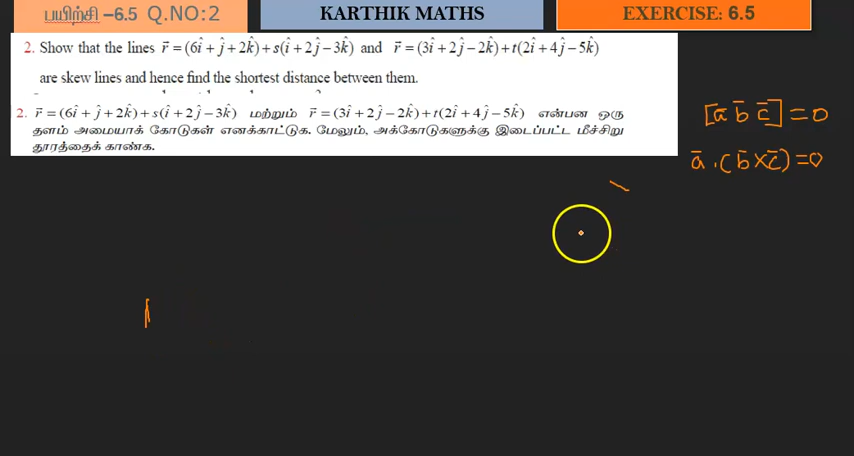 பயிற்சி –6.5 Q.NO:2
KARTHIK MATHS
EXERCISE: 6.5
2. Show that the lines r⃗ = (6î + ĵ + 2k̂) + s(î + 2ĵ − 3k̂) and r⃗ = (3î + 2ĵ − 2k̂) + t(2î + 4ĵ − 5k̂)
are skew lines and hence find the shortest distance between them.
2. r⃗ = (6î + ĵ + 2k̂) + s(î + 2ĵ − 3k̂) மற்றும் r⃗ = (3î + 2ĵ − 2k̂) + t(2î + 4ĵ − 5k̂) என்பன ஒரு
தளம் அமையாக் கோடுகள் எனக்காட்டுக. மேலும், அக்கோடுகளுக்கு இடைப்பட்ட மீச்சிறு
தூரத்தைக் காண்க.
[a̅ b̅ c̅] = 0
a̅ . (b̅ × c̅) = 0